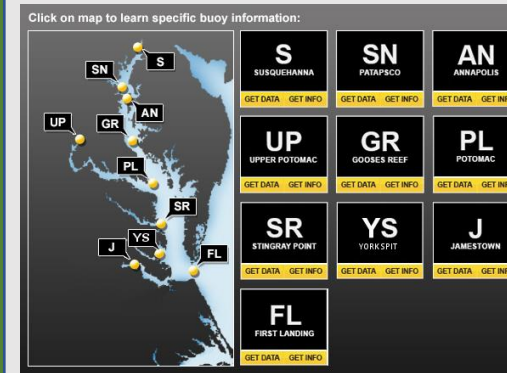 Click on map to learn specific buoy information:
S
SN
AN
UP
GR
PL
SR
YS
J
FL
S
SUSQUEHANNA
GET DATA GET INFO
SN
PATAPSCO
GET DATA GET INFO
AN
ANNAPOLIS
GET DATA GET INF
UP
UPPER POTOMAC
GET DATA GET INFO
GR
GOOSES REEF
GET DATA GET INFO
PL
POTOMAC
GET DATA GET INF
SR
STINGRAY POINT
GET DATA GET INFO
YS
YORKSPIT
GET DATA GET INFO
J
JAMESTOWN
GET DATA GET INF
FL
FIRST LANDING
GET DATA GET INFO